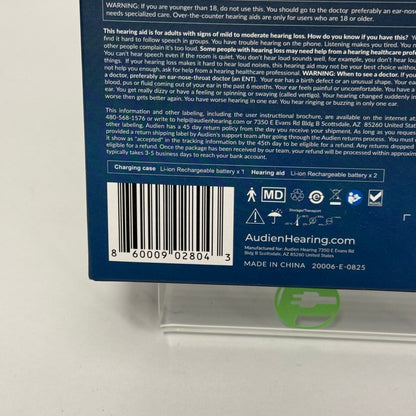 WARNING: If you are younger than 18, do not use this. You should go to the doctor preferably an ear-nose
needs specialized care. Over-the-counter hearing aids are only for users who are 18 or older.
This hearing aid is for adults with signs of mild to moderate hearing loss. How do you know if you have this? Yo
find it hard to follow speech in groups. You have trouble hearing on the phone. Listening makes you tired. You
other people complain it's too loud. Some people with hearing loss may need help from a hearing healthcare profe
You can't hear speech even if the room is quiet. You don't hear loud sounds well, for example, you don't hear lou
things. If your hearing loss makes it hard to hear loud noises, this hearing aid may not be your best choice without
not help you enough, ask for help from a hearing healthcare professional. WARNING: When to see a doctor. If yo
a doctor, preferably an ear-nose-throat doctor (an ENT). Your ear has a birth defect or an unusual shape. Your ear
blood, pus or fluid coming out of your ear in the past 6 months. Your ear feels painful or uncomfortable. You have a
ear. You get really dizzy or have a feeling of spinning or swaying (called vertigo). Your hearing changed suddenly
worse then gets better again. You have worse hearing in one ear. You hear ringing or buzzing in only one ear.
This information and other labeling, including the user instructional brochure, are available on the internet at
480-568-1576 or write to help@audienhearing.com or 7350 E Evans Rd Bldg B Scottsdale, AZ 85260 United States
other labeling. Audien has a 45 day return policy from the day you receive your shipment. As long as you request
provided a return shipping label by Audien's support team after going through the Audien returns process. You must
it show as "accepted" in the tracking information by the 45th day to be eligible for a refund. Any returns dropped
eligible for a refund. Once the package has been received by our team, your refund will be processed within approxim
typically takes 3-5 business days to reach your bank account.
Charging case Li-ion Rechargeable battery x 1 Hearing aid Li-ion Rechargeable battery x 2
MD
Storage/Transport
AudienHearing.com
Manufactured for: Audien Hearing 7350 E Evans Rd
Bldg B Scottsdale, AZ 85260 United States
MADE IN CHINA 20006-E-0825
8 60009 02804 3